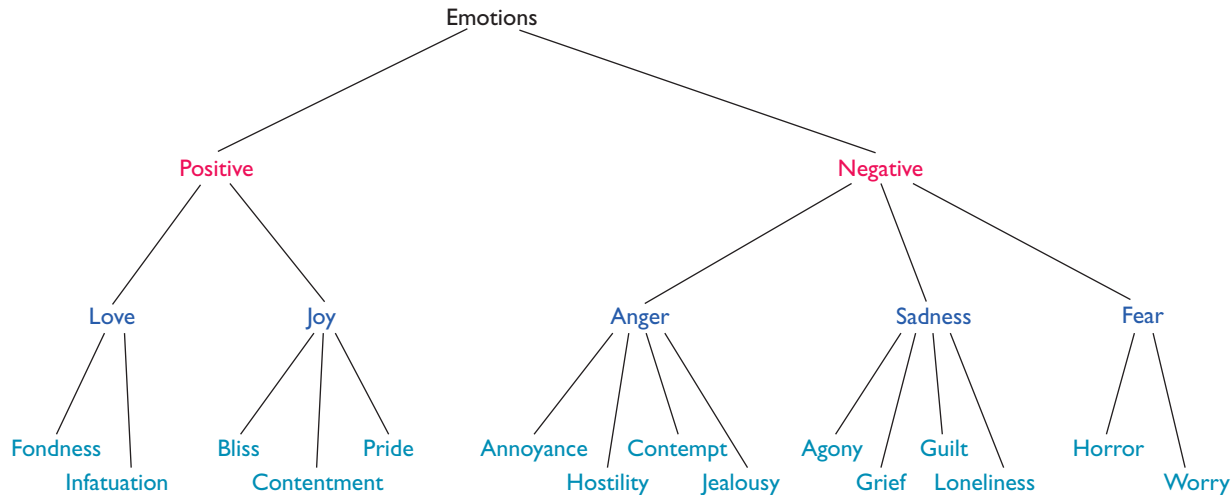 Emotions
Positive Negative
Love Joy Anger Sadness Fear
Fondness Bliss Pride Annoyance Contempt Agony Guilt Horror
Infatuation Contentment Hostility Jealousy Grief Loneliness Worry